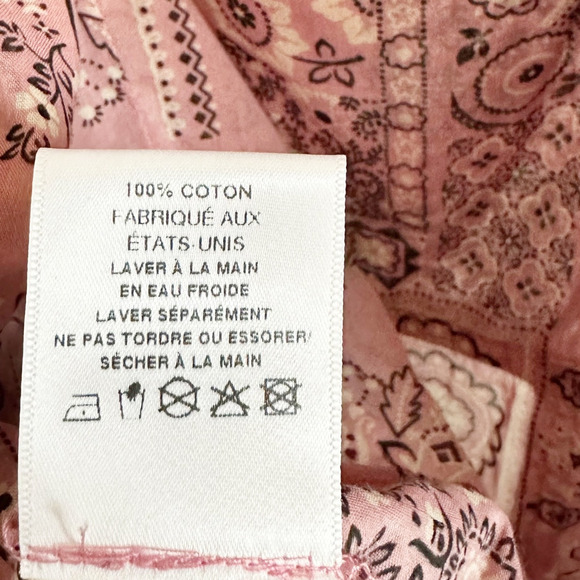 100% COTON
FABRIQUÉ AUX
ÉTATS-UNIS
LAVER À LA MAIN
EN EAU FROIDE
LAVER SÉPARÉMENT
NE PAS TORDRE OU ESSORER/
SÉCHER À LA MAIN